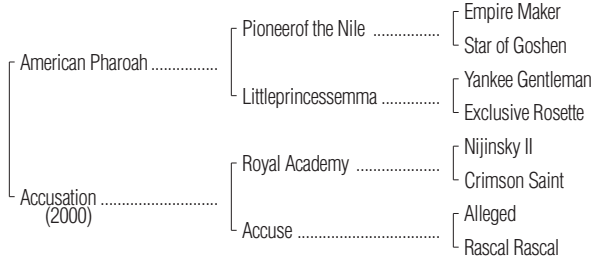 Empire Maker
Pioneerof the Nile ................
Star of Goshen
American Pharoah ................
Yankee Gentleman
Littleprincessemma ..............
Exclusive Rosette
Nijinsky II
Royal Academy ....................
Crimson Saint
Accusation ............................
(2000)
Alleged
Accuse ..................................
Rascal Rascal